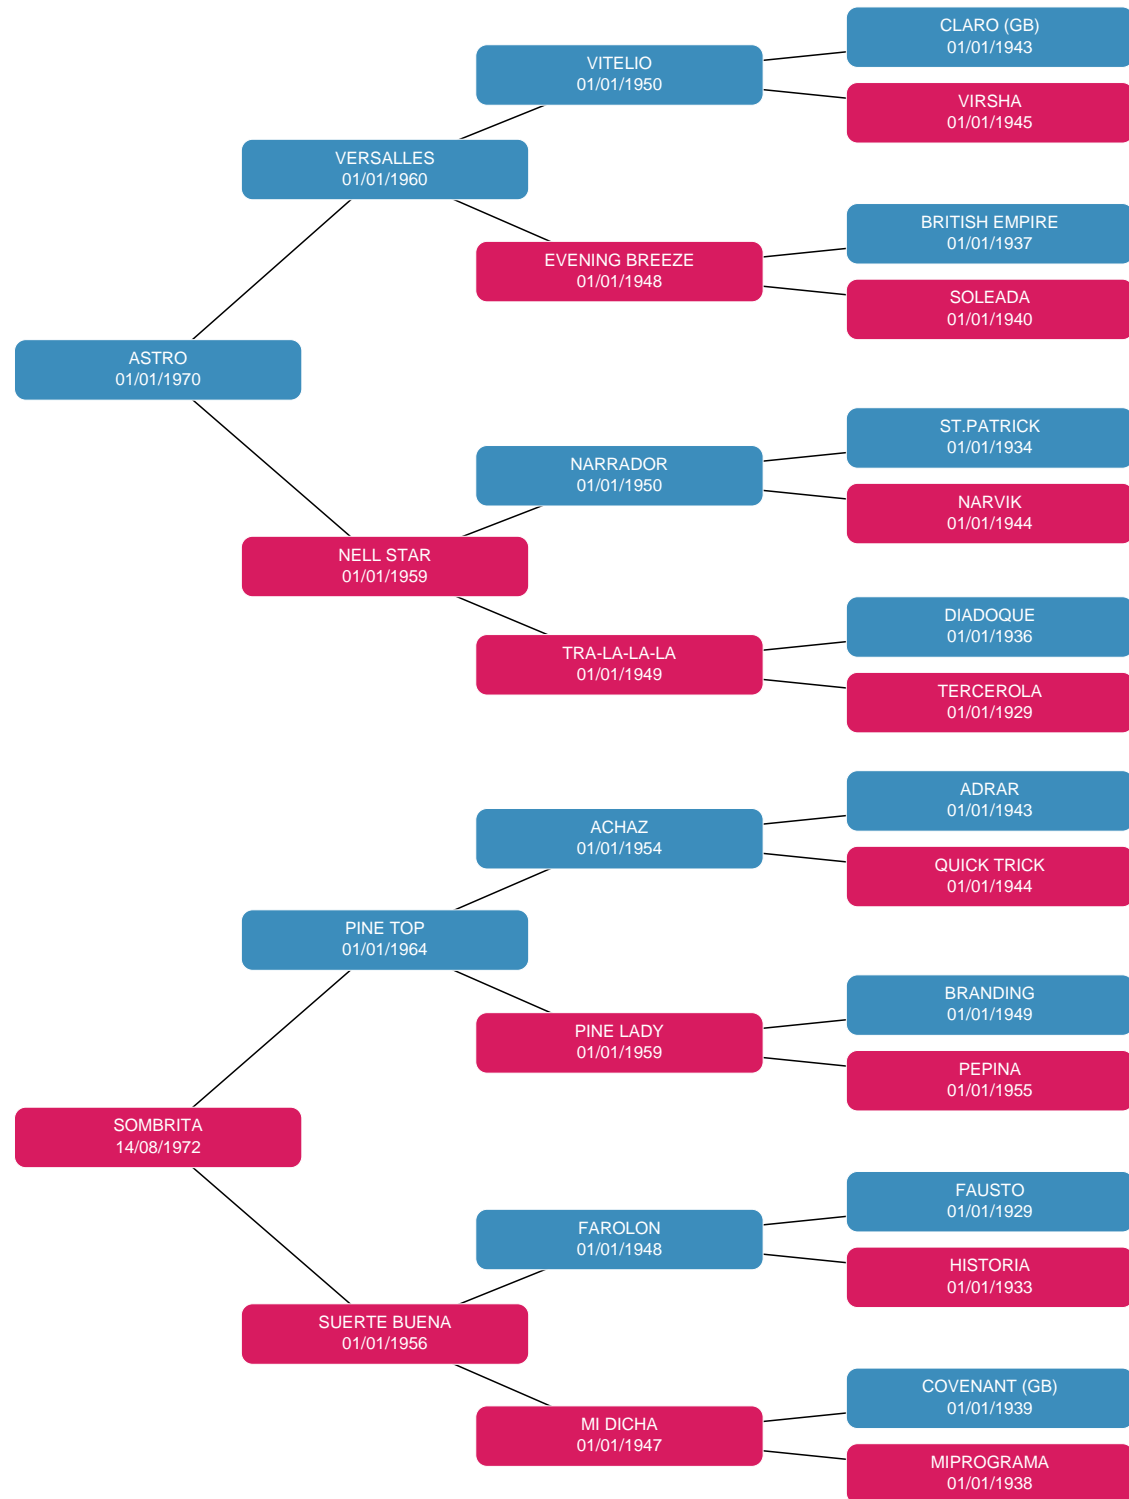 CLARO (GB)
01/01/1943
VITELIO
01/01/1950
VIRSHA
01/01/1945
VERSALLES
01/01/1960
BRITISH EMPIRE
01/01/1937
EVENING BREEZE
01/01/1948
SOLEADA
01/01/1940
ASTRO
01/01/1970
ST.PATRICK
01/01/1934
NARRADOR
01/01/1950
NARVIK
01/01/1944
NELL STAR
01/01/1959
DIADOQUE
01/01/1936
TRA-LA-LA-LA
01/01/1949
TERCEROLA
01/01/1929
ADRAR
01/01/1943
ACHAZ
01/01/1954
QUICK TRICK
01/01/1944
PINE TOP
01/01/1964
BRANDING
01/01/1949
PINE LADY
01/01/1959
PEPINA
01/01/1955
SOMBRITA
14/08/1972
FAUSTO
01/01/1929
FAROLON
01/01/1948
HISTORIA
01/01/1933
SUERTE BUENA
01/01/1956
COVENANT (GB)
01/01/1939
MI DICHA
01/01/1947
MIPROGRAMA
01/01/1938